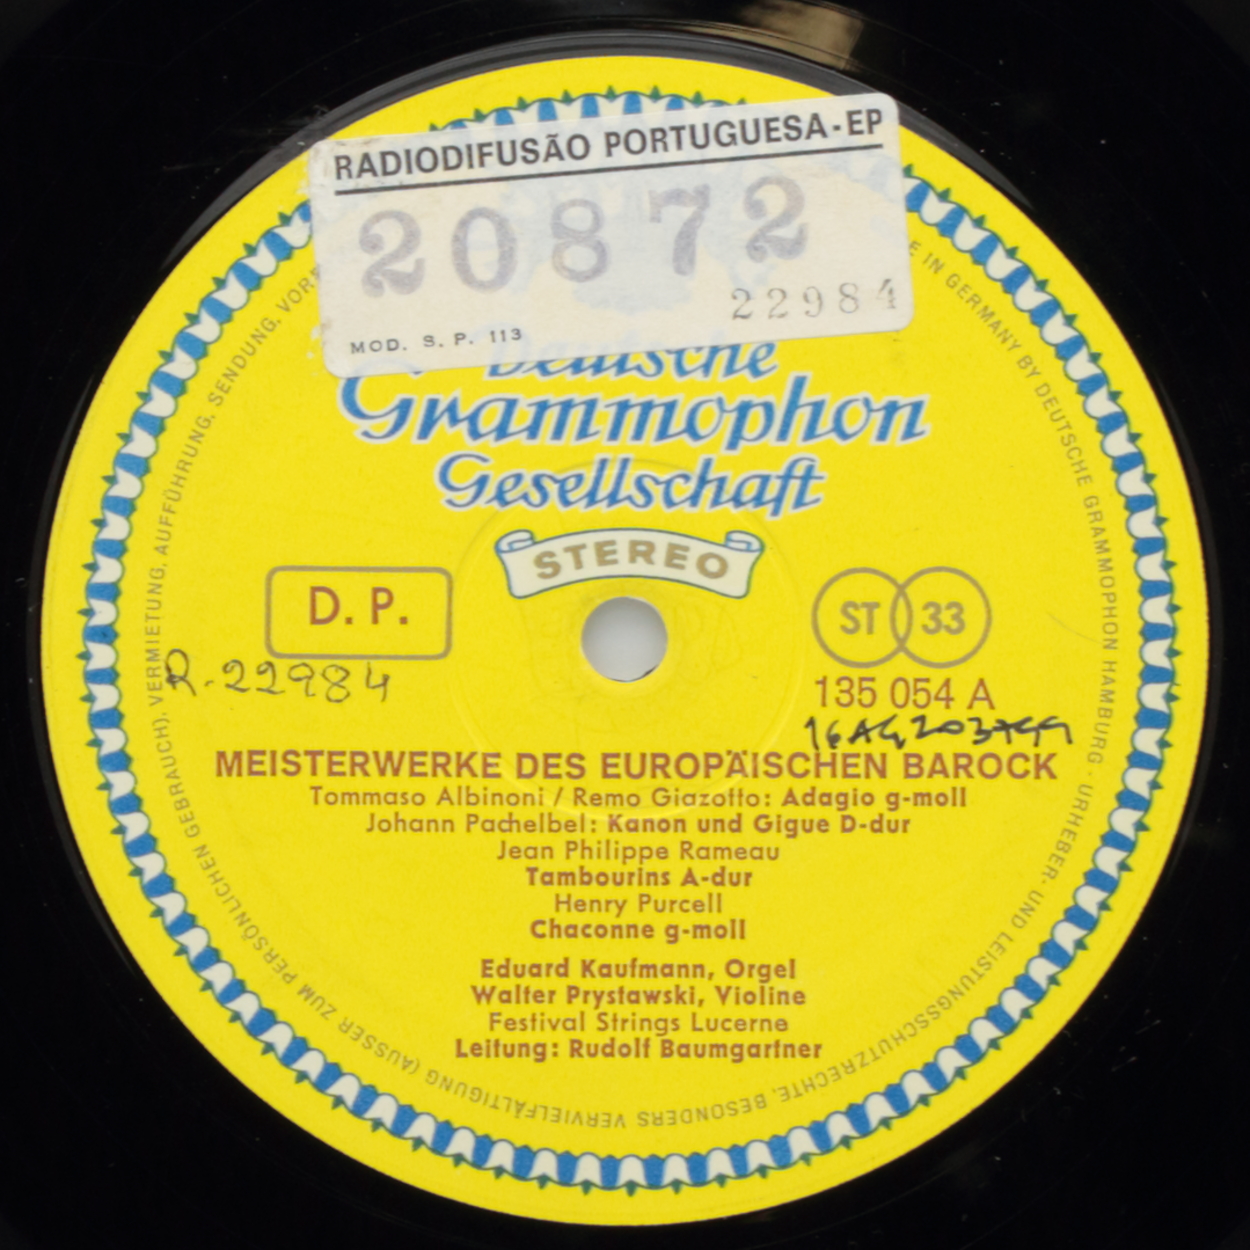 RADIODIFUSÃO PORTUGUESA-EP
20872
22984
MOD. S. P. 113
Deutsche
Grammophon
Gesellschaft
STEREO
D. P.
ST 33
R-22984
135 054 A
MEISTERWERKE DES EUROPÄISCHEN BAROCK
Tommaso Albinoni / Remo Giazotto: Adagio g-moll
Johann Pachelbel: Kanon und Gigue D-dur
Jean Philippe Rameau
Tambourins A-dur
Henry Purcell
Chaconne g-moll
Eduard Kaufmann, Orgel
Walter Prystawski, Violine
Festival Strings Lucerne
Leitung: Rudolf Baumgartner
IN GERMANY BY DEUTSCHE GRAMMOPHON HAMBURG · URHEBER- UND LEISTUNGSSCHUTZRECHTE, BESONDERS VERVIELFÄLTIGUNG (AUSSER ZUM PERSÖNLICHEN GEBRAUCH), VERMIETUNG, AUFFÜHRUNG, SENDUNG,